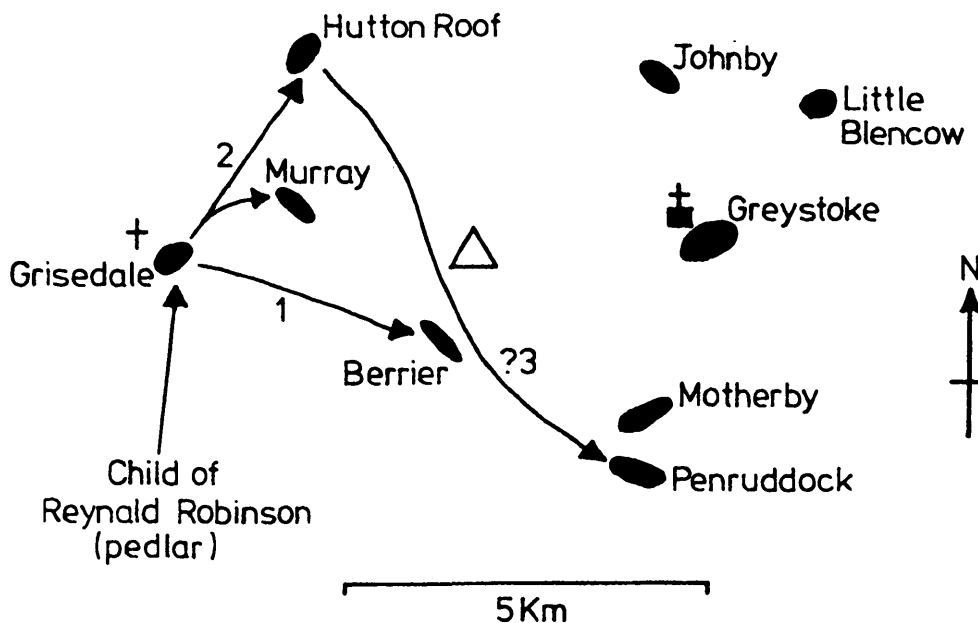 Hutton Roof
Johnby
Little
Blencow
2
Murray
Greystoke
Grisedale
N
1
Berrier
?3
Motherby
Penruddock
Child of
Reynald Robinson
(pedlar)
5Km